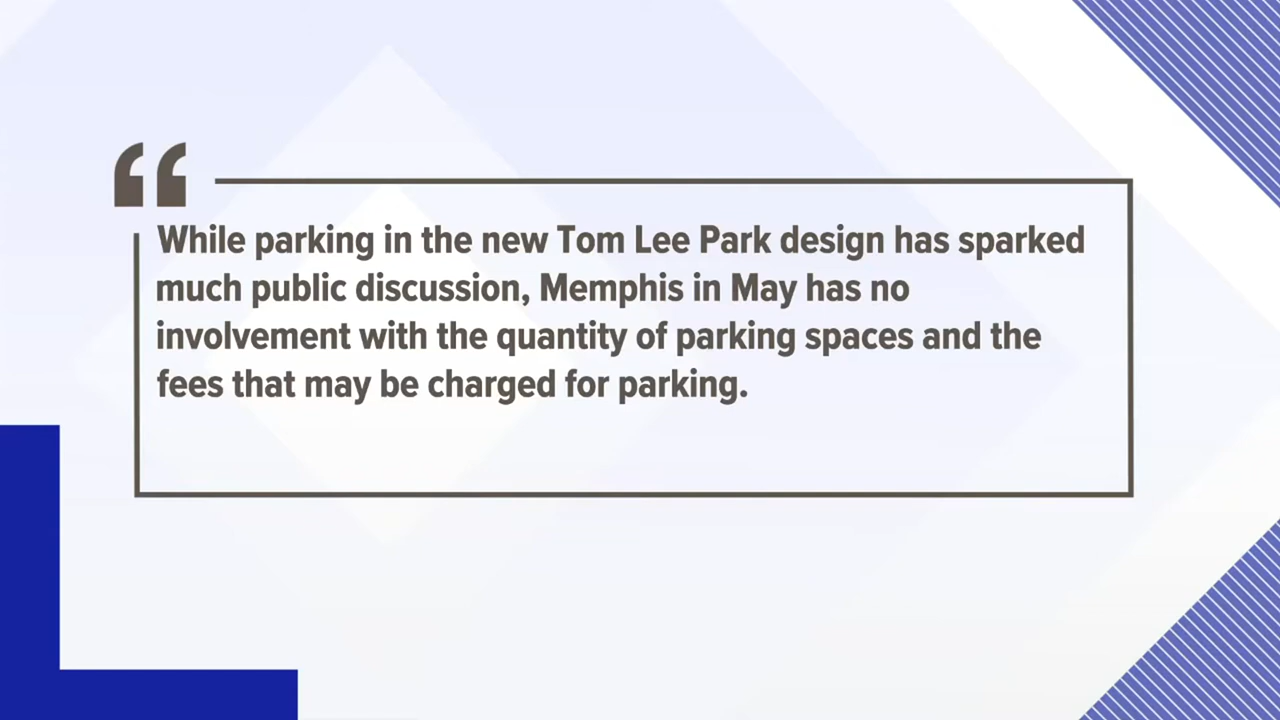 “
While parking in the new Tom Lee Park design has sparked
much public discussion, Memphis in May has no
involvement with the quantity of parking spaces and the
fees that may be charged for parking.